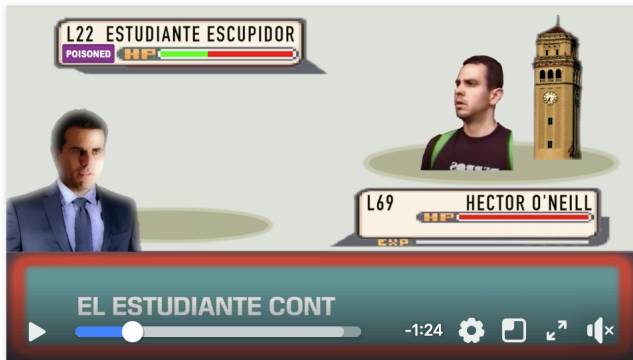 L22 ESTUDIANTE ESCUPIDOR
POISONED HP
L69 HECTOR O'NEILL
HP
EXP
EL ESTUDIANTE CONT
-1:24